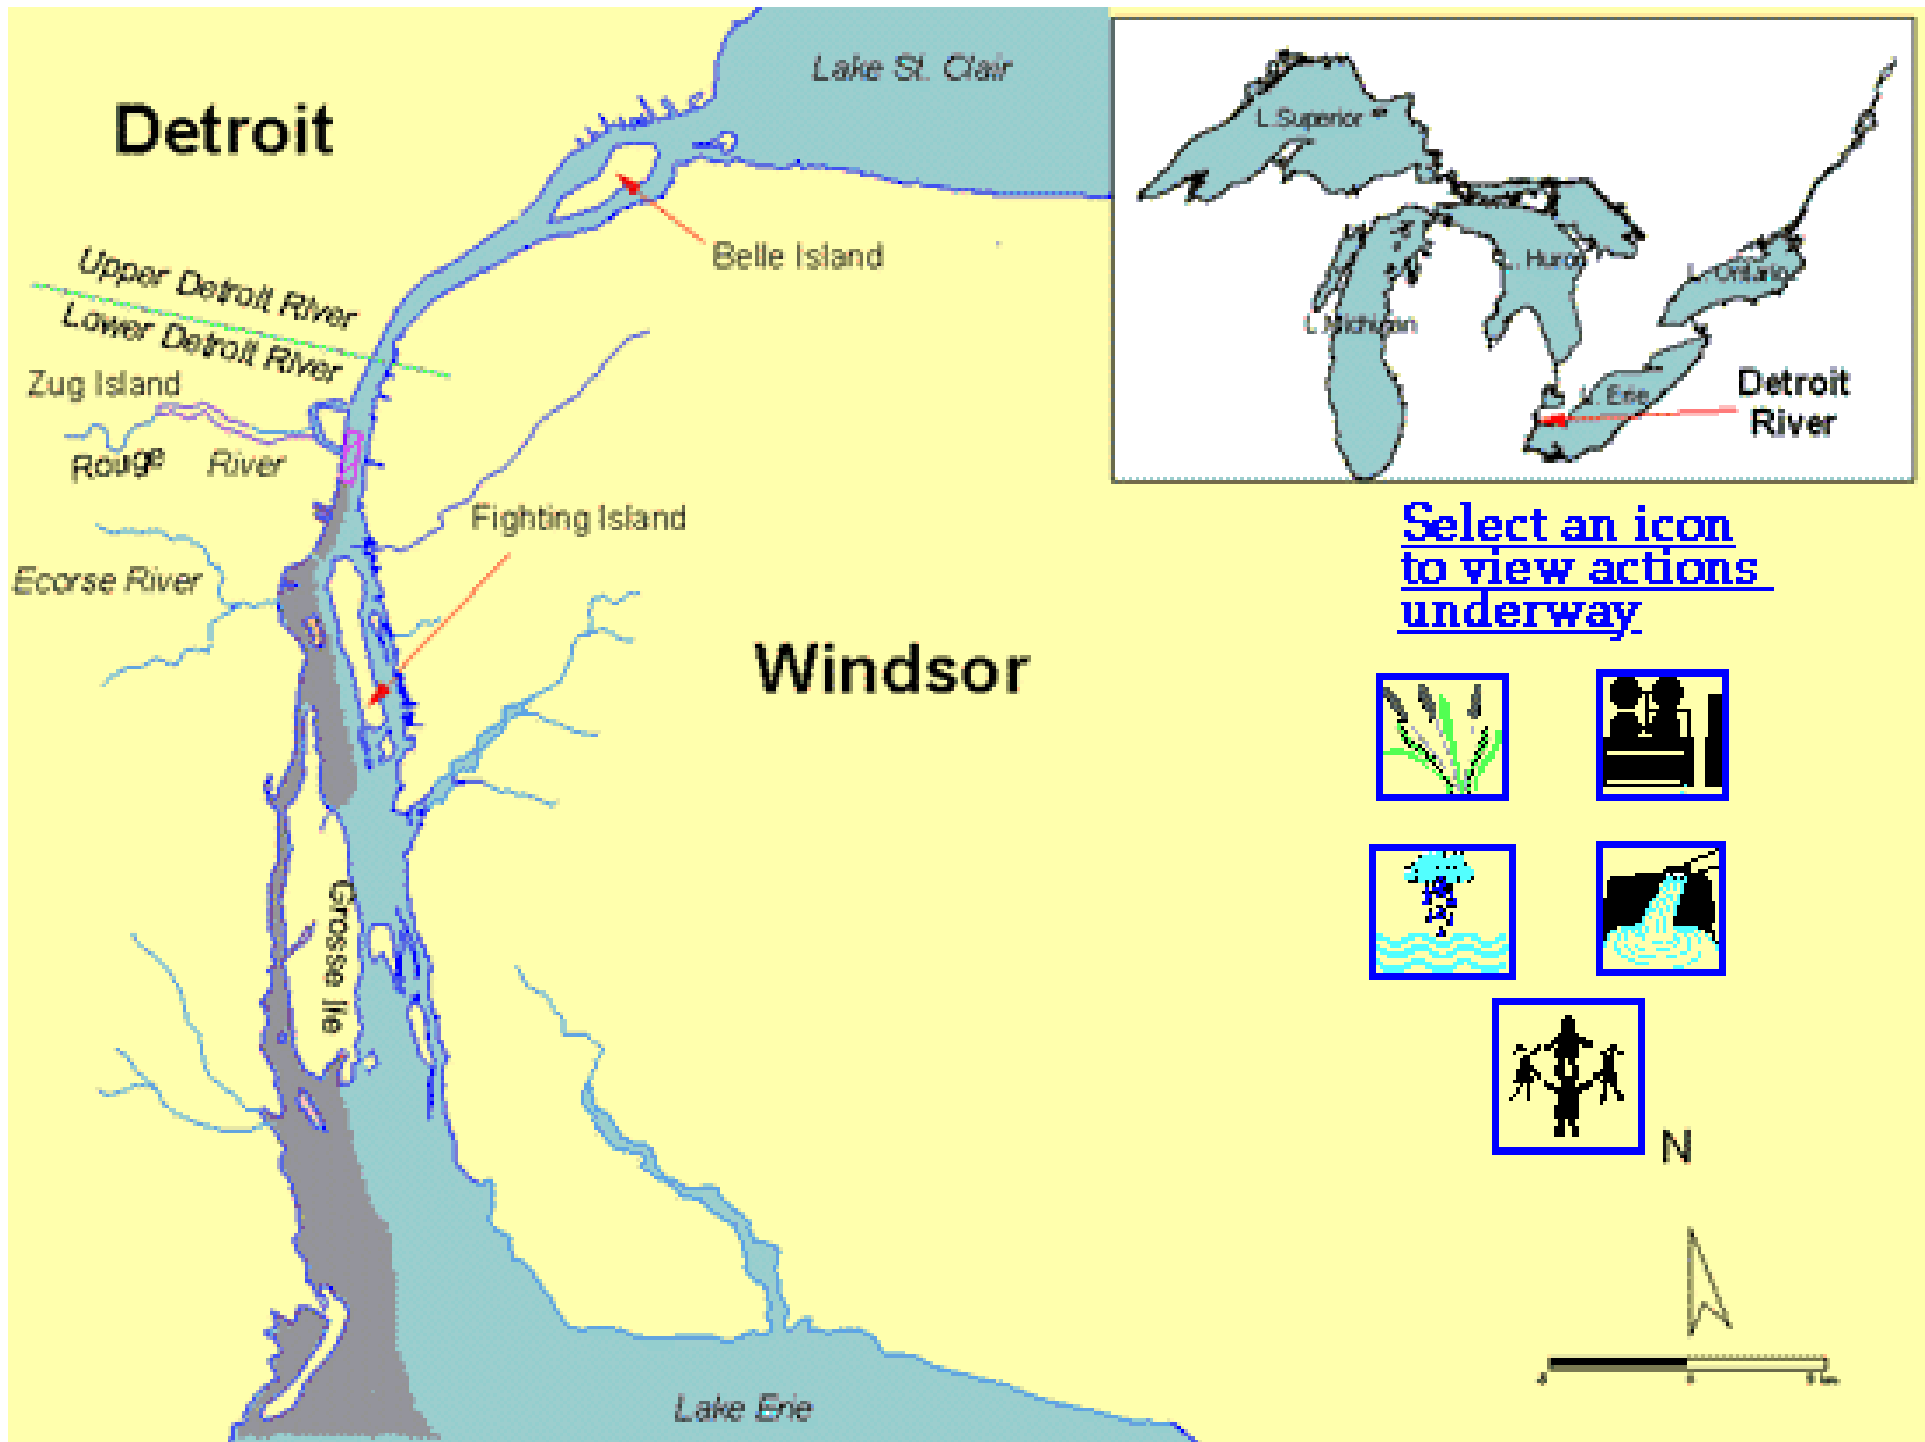 Lake St. Clair
Detroit
Belle Island
Upper Detroit River
Lower Detroit River
Zug Island
Rouge River
Fighting Island
Ecorse River
Windsor
Grosse Ile
Lake Erie
L.Superior
L. Huron
L. Ontario
L. Michigan
L. Erie
Detroit
River
Select an icon
to view actions
underway
N